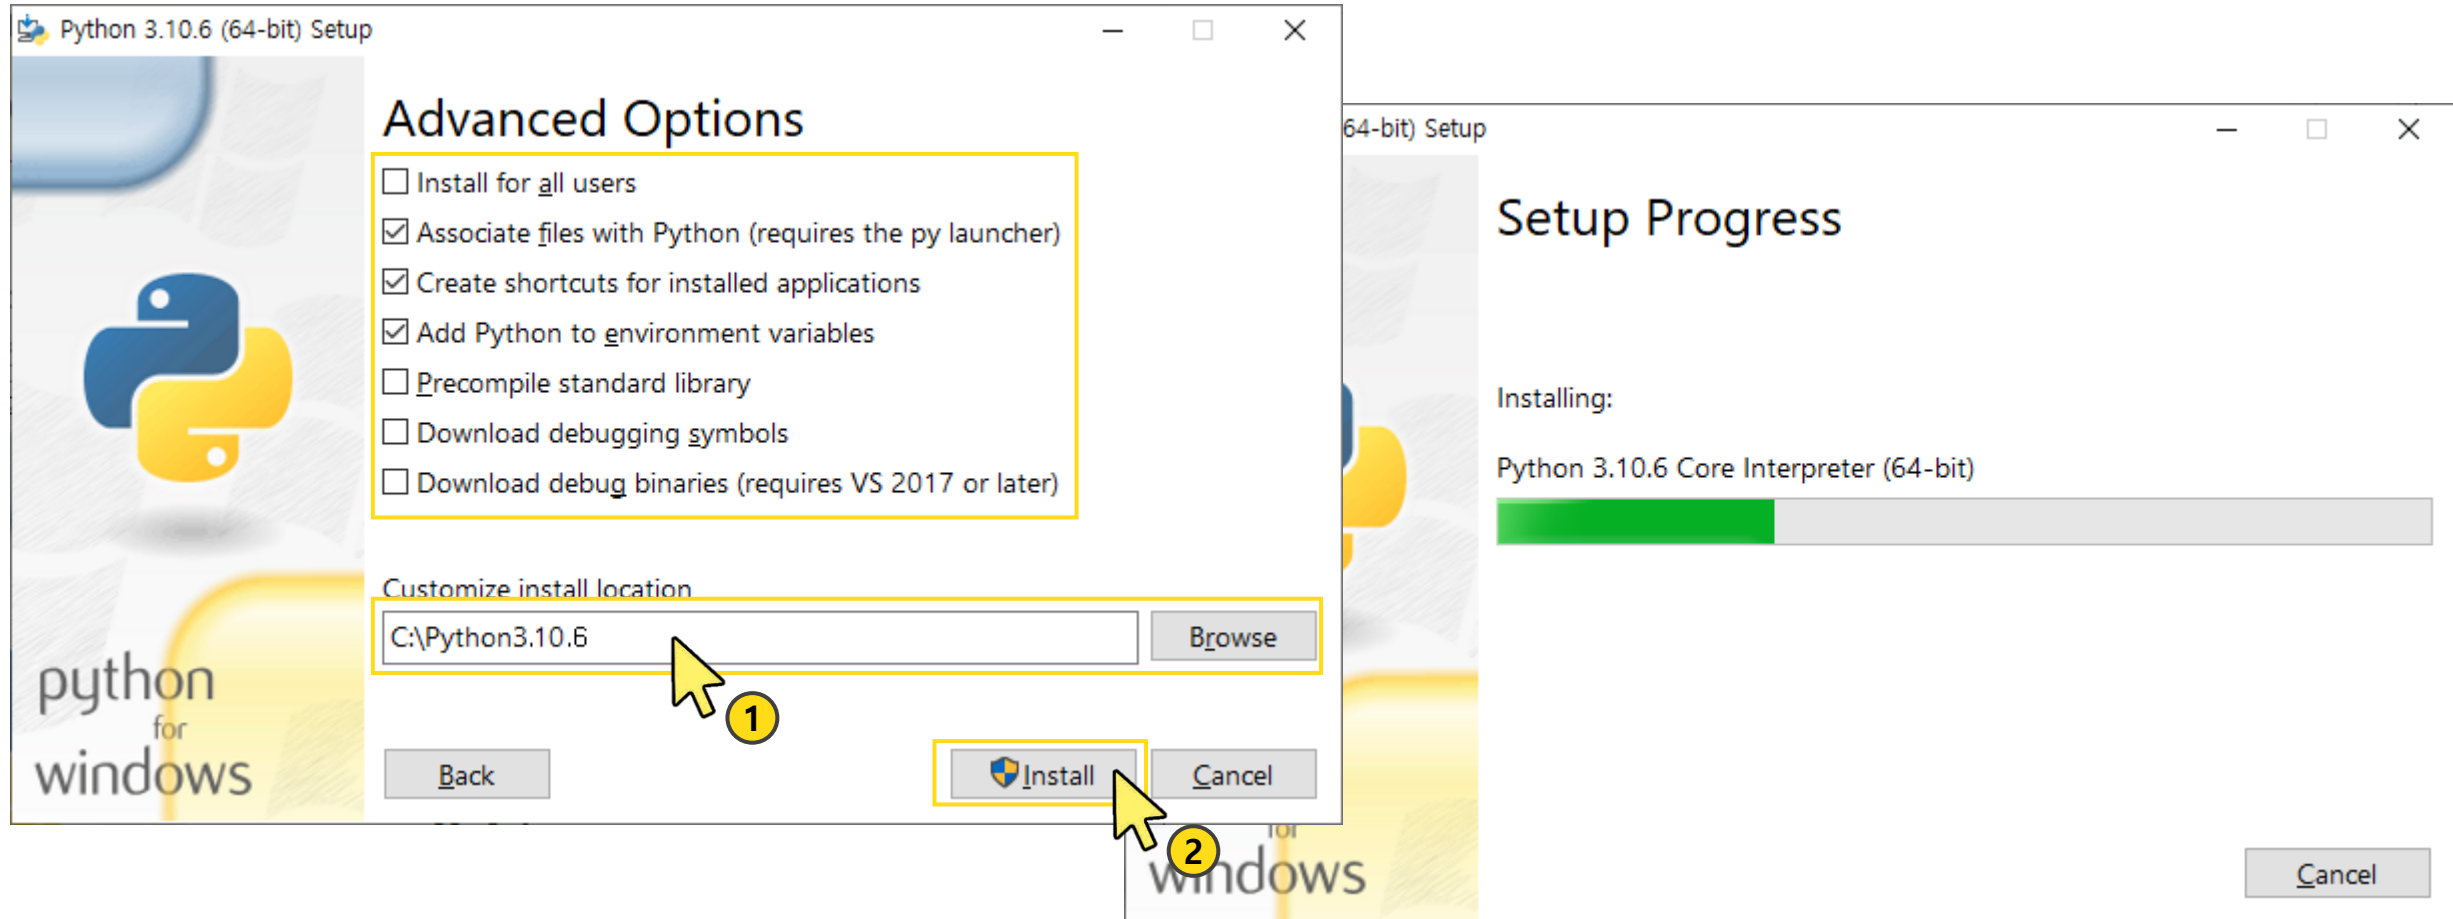 Python 3.10.6 (64-bit) Setup
Advanced Options
Install for all users
Associate files with Python (requires the py launcher)
Create shortcuts for installed applications
Add Python to environment variables
Precompile standard library
Download debugging symbols
Download debug binaries (requires VS 2017 or later)
Customize install location
C:\Python3.10.6
Browse
1
python
for
windows
Back
Install
Cancel
2
64-bit) Setup
Setup Progress
Installing:
Python 3.10.6 Core Interpreter (64-bit)
for
windows
Cancel